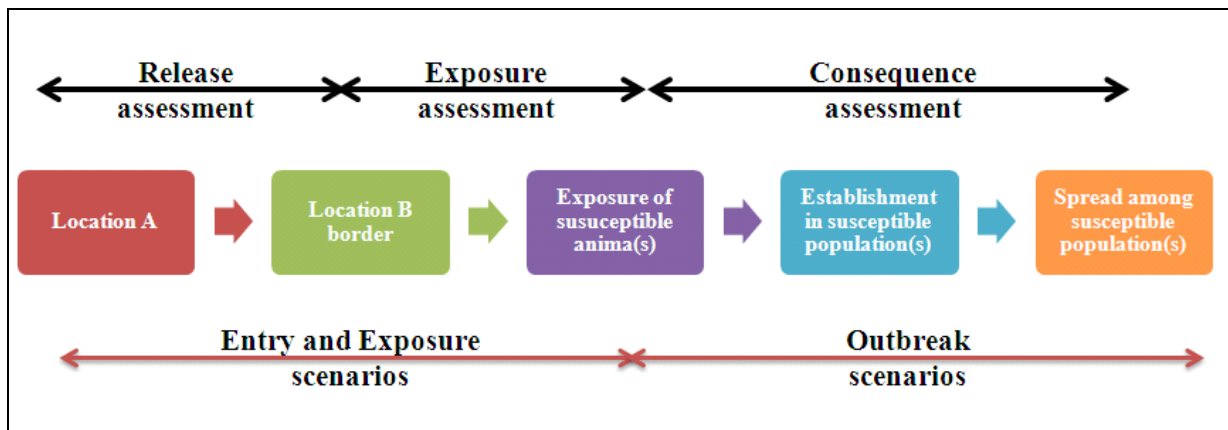 Release
assessment
Exposure
assessment
Consequence
assessment
Location A
Location B
border
Exposure of
susuceptible
anima(s)
Establishment
in susceptible
population(s)
Spread among
susceptible
population(s)
Entry and Exposure
scenarios
Outbreak
scenarios